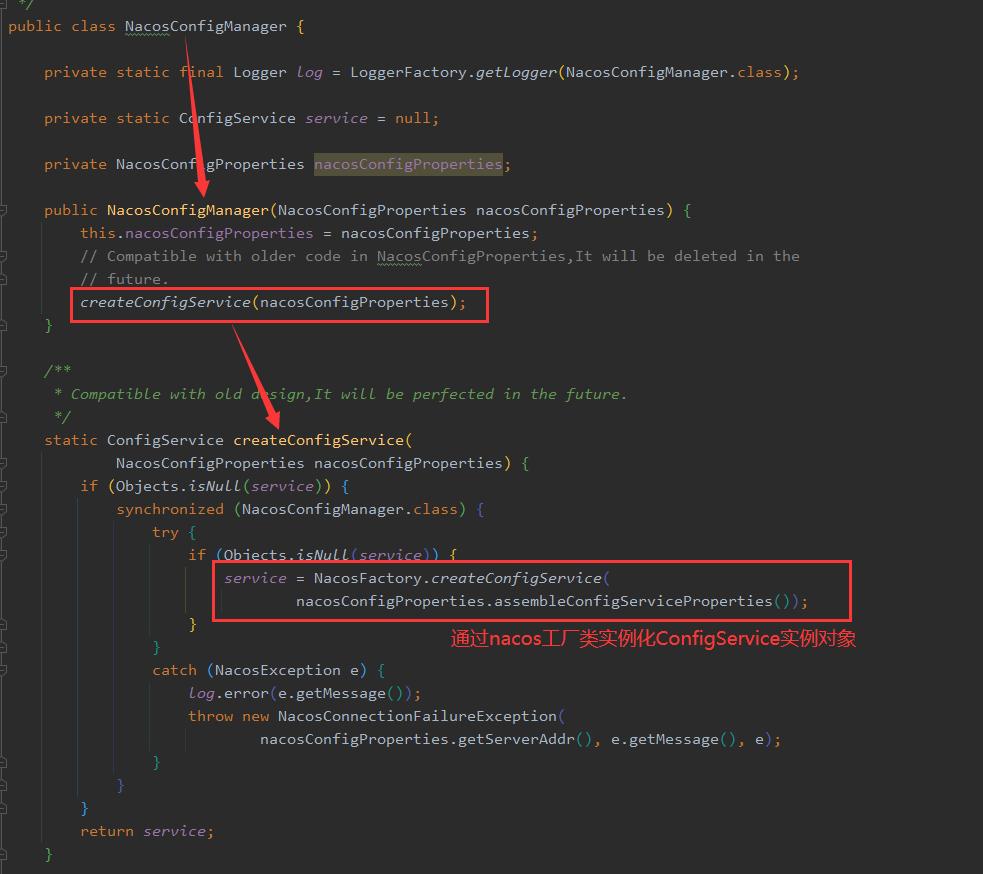 */
public class NacosConfigManager {
private static final Logger log = LoggerFactory.getLogger(NacosConfigManager.class);
private static ConfigService service = null;
private NacosConfigProperties nacosConfigProperties;
public NacosConfigManager(NacosConfigProperties nacosConfigProperties) {
this.nacosConfigProperties = nacosConfigProperties;
// Compatible with older code in NacosConfigProperties,It will be deleted in the
// future.
createConfigService(nacosConfigProperties);
}
/**
* Compatible with old design,It will be perfected in the future.
*/
static ConfigService createConfigService(
NacosConfigProperties nacosConfigProperties) {
if (Objects.isNull(service)) {
synchronized (NacosConfigManager.class) {
try {
if (Objects.isNull(service)) {
service = NacosFactory.createConfigService(
nacosConfigProperties.assembleConfigServiceProperties());
}
通过nacos工厂类实例化ConfigService实例对象
}
catch (NacosException e) {
log.error(e.getMessage());
throw new NacosConnectionFailureException(
nacosConfigProperties.getServerAddr(), e.getMessage(), e);
}
}
}
return service;
}